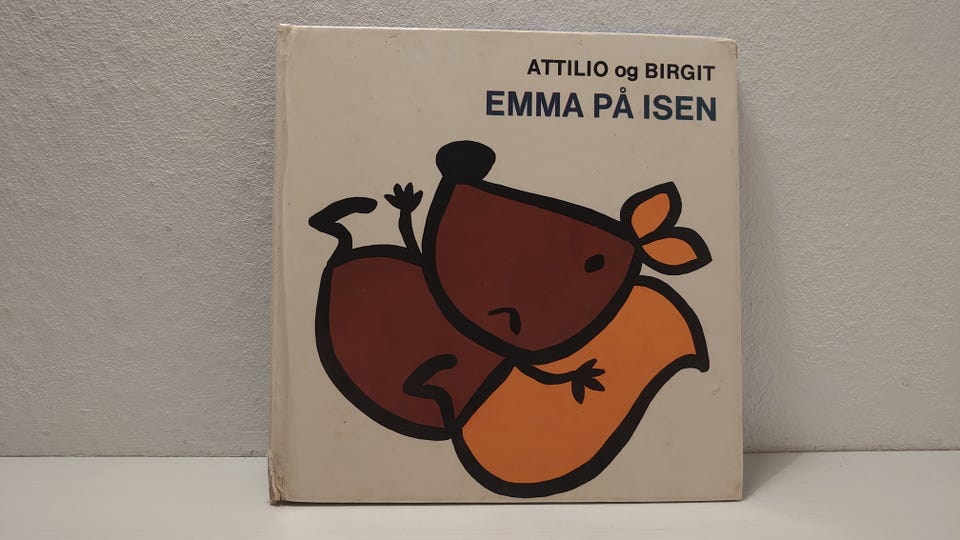 ATTILIO og BIRGIT
EMMA PÅ ISEN